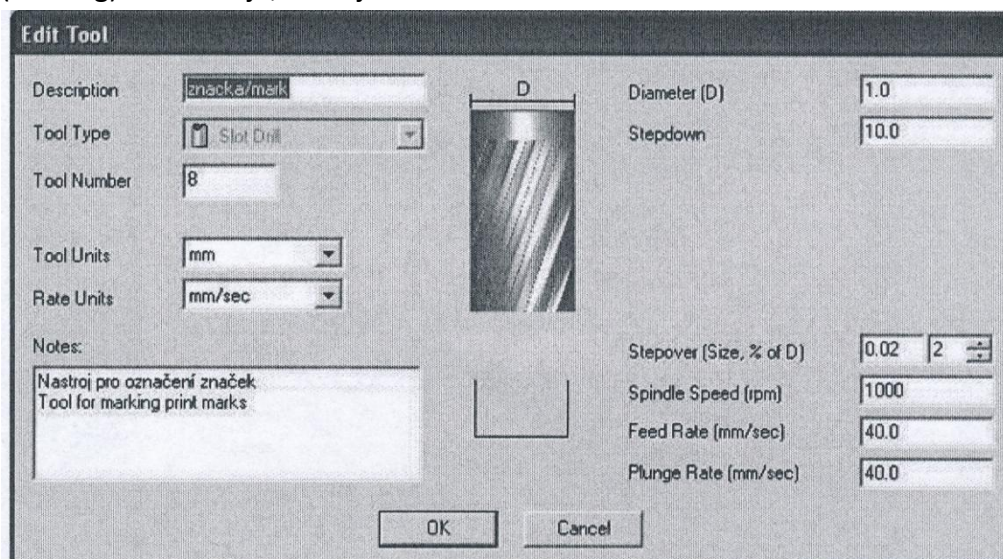 Edit Tool
Description
znacka/mark
D
Diameter (D)
1.0
Tool Type
Slot Drill
Stepdown
10.0
Tool Number
8
Tool Units
mm
Rate Units
mm/sec
Notes:
Nastroj pro označení značek
Tool for marking print marks
Stepover (Size, % of D)
0.02
2
Spindle Speed (rpm)
1000
Feed Rate (mm/sec)
40.0
Plunge Rate (mm/sec)
40.0
OK
Cancel